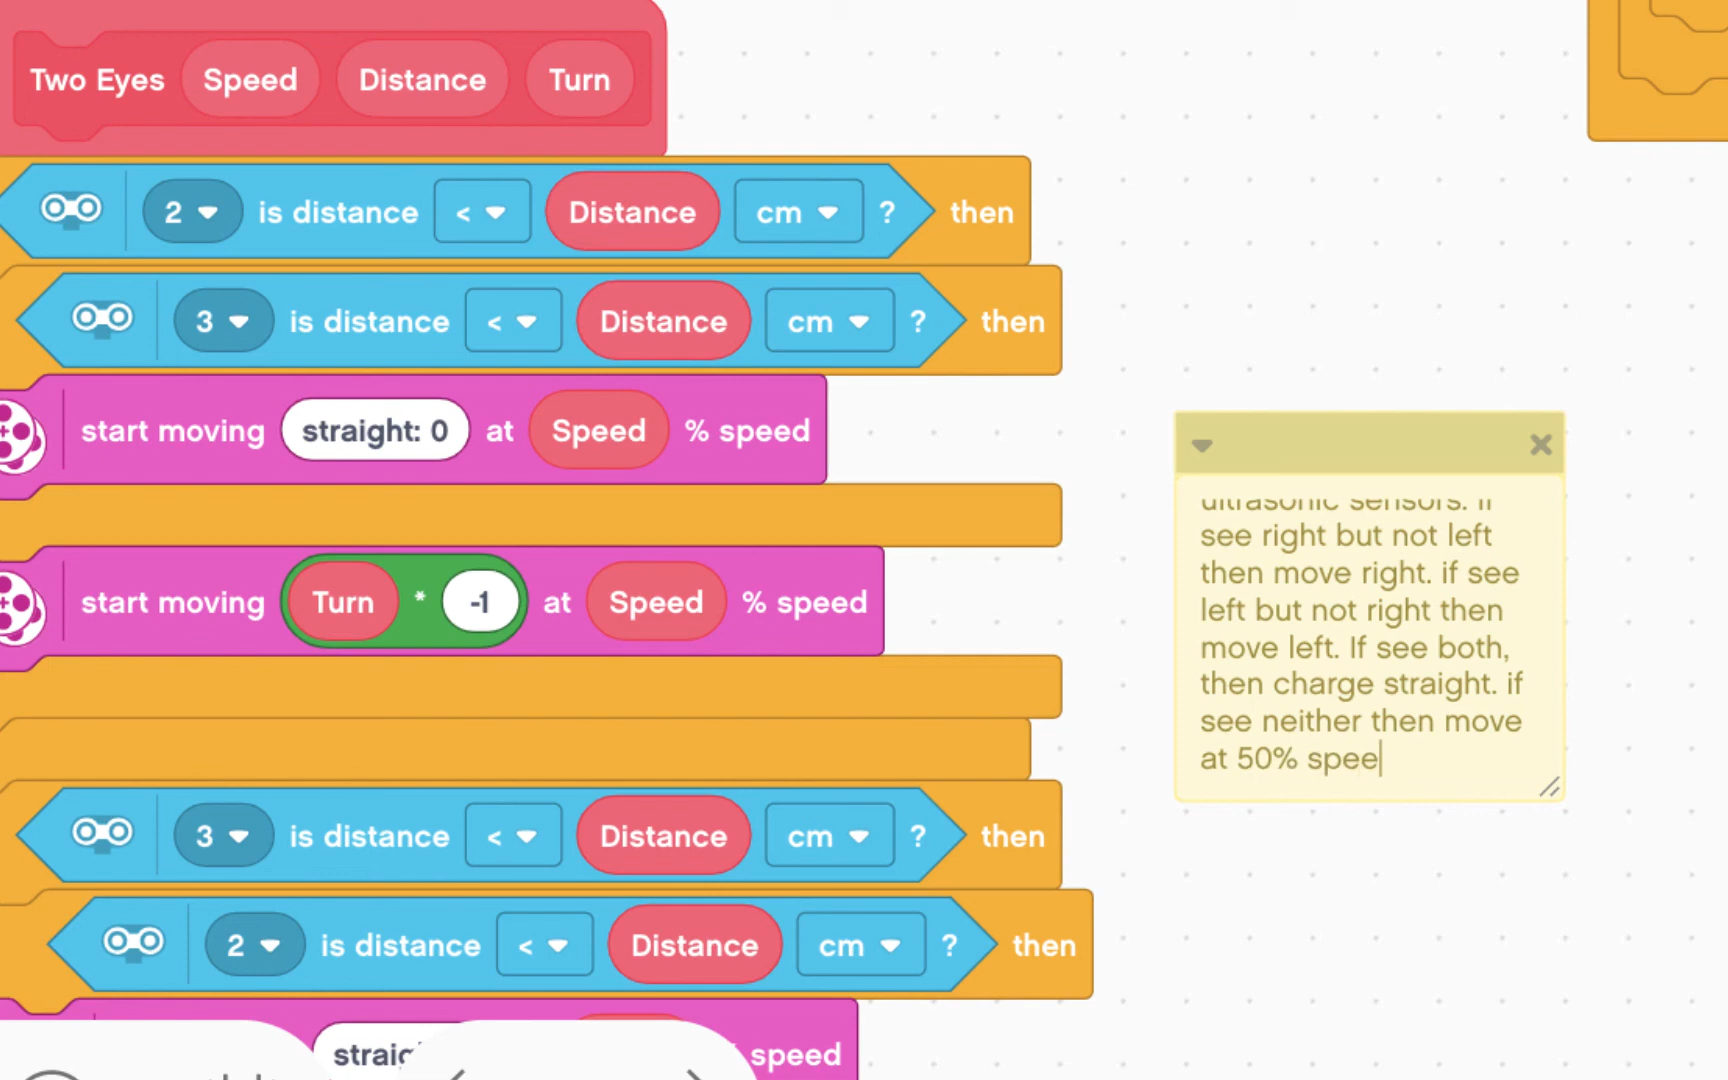 Two Eyes Speed Distance Turn
2 is distance < Distance cm ? then
3 is distance < Distance cm ? then
start moving straight: 0 at Speed % speed
start moving Turn * -1 at Speed % speed
3 is distance < Distance cm ? then
2 is distance < Distance cm ? then
speed
ultrasonic sensors. if
see right but not left
then move right. if see
left but not right then
move left. If see both,
then charge straight. if
see neither then move
at 50% spee